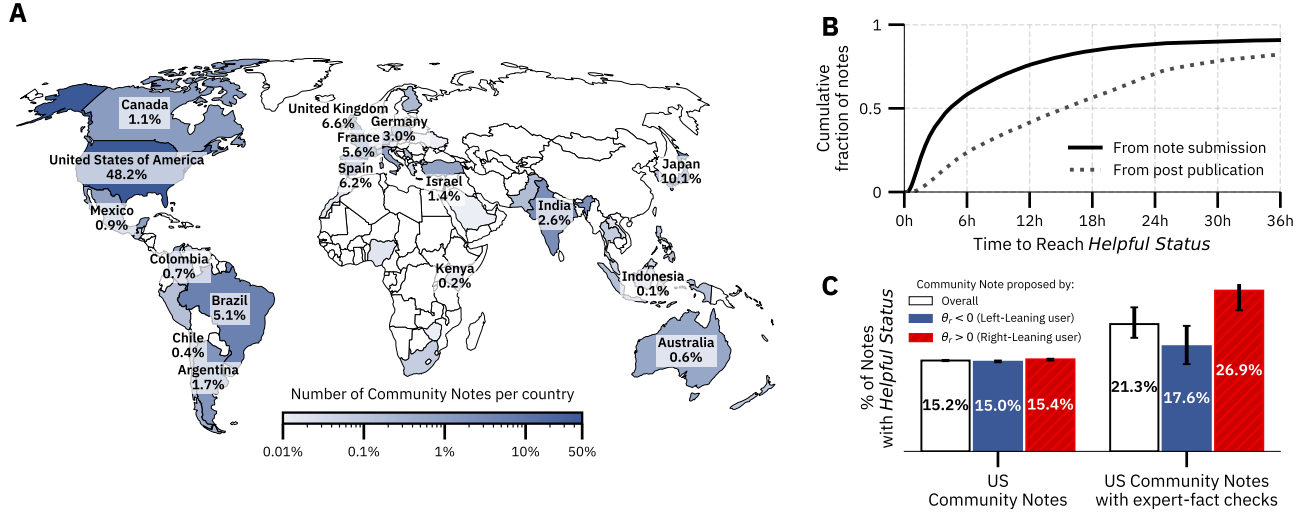 A
Canada
1.1%
United States of America
48.2%
Mexico
0.9%
Colombia
0.7%
Brazil
5.1%
Chile
0.4%
Argentina
1.7%
United Kingdom
6.6%
Germany
3.0%
France
5.6%
Spain
6.2%
Israel
1.4%
Kenya
0.2%
India
2.6%
Japan
10.1%
Indonesia
0.1%
Australia
0.6%
Number of Community Notes per country
0.01% 0.1% 1% 10% 50%
B
Cumulative
fraction of notes
1
0.5
0
From note submission
From post publication
0h 6h 12h 18h 24h 30h 36h
Time to Reach Helpful Status
C
% of Notes
with Helpful Status
Community Note proposed by:
Overall
θr < 0 (Left-Leaning user)
θr > 0 (Right-Leaning user)
15.2% 15.0% 15.4%
21.3% 17.6% 26.9%
US
Community Notes
US Community Notes
with expert-fact checks